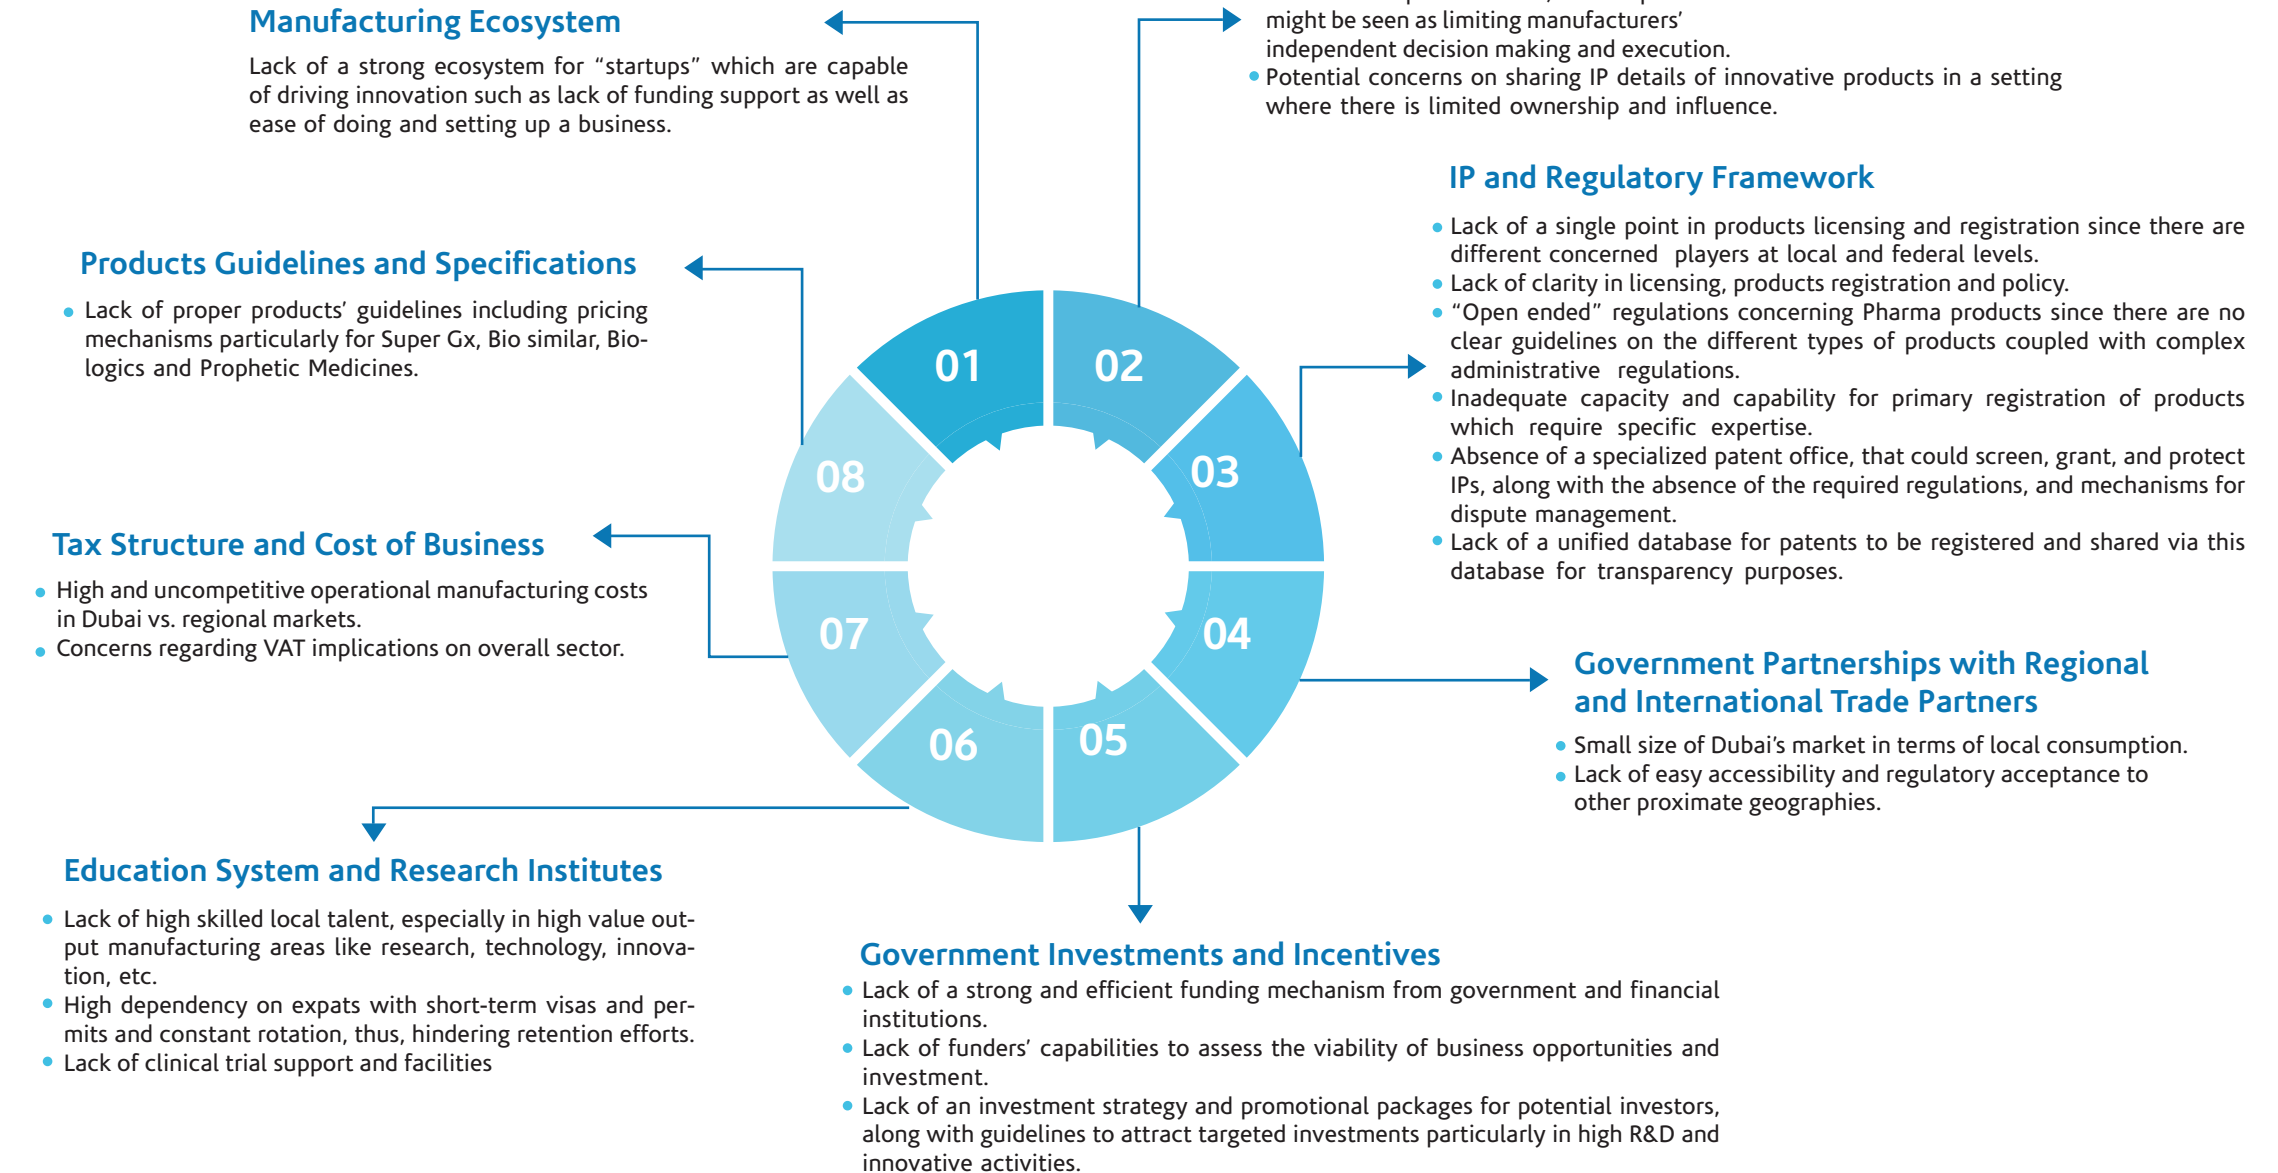 Manufacturing Ecosystem
Lack of a strong ecosystem for “startups” which are capable
of driving innovation such as lack of funding support as well as
ease of doing and setting up a business.
might be seen as limiting manufacturers’
independent decision making and execution.
Potential concerns on sharing IP details of innovative products in a setting
where there is limited ownership and influence.
IP and Regulatory Framework
Lack of a single point in products licensing and registration since there are
different concerned players at local and federal levels.
Lack of clarity in licensing, products registration and policy.
“Open ended” regulations concerning Pharma products since there are no
clear guidelines on the different types of products coupled with complex
administrative regulations.
Inadequate capacity and capability for primary registration of products
which require specific expertise.
Absence of a specialized patent office, that could screen, grant, and protect
IPs, along with the absence of the required regulations, and mechanisms for
dispute management.
Lack of a unified database for patents to be registered and shared via this
database for transparency purposes.
Products Guidelines and Specifications
Lack of proper products’ guidelines including pricing
mechanisms particularly for Super Gx, Bio similar, Bio-
logics and Prophetic Medicines.
01
02
03
04
05
06
07
08
Tax Structure and Cost of Business
High and uncompetitive operational manufacturing costs
in Dubai vs. regional markets.
Concerns regarding VAT implications on overall sector.
Government Partnerships with Regional
and International Trade Partners
Small size of Dubai’s market in terms of local consumption.
Lack of easy accessibility and regulatory acceptance to
other proximate geographies.
Education System and Research Institutes
Lack of high skilled local talent, especially in high value out-
put manufacturing areas like research, technology, innova-
tion, etc.
High dependency on expats with short-term visas and per-
mits and constant rotation, thus, hindering retention efforts.
Lack of clinical trial support and facilities
Government Investments and Incentives
Lack of a strong and efficient funding mechanism from government and financial
institutions.
Lack of funders’ capabilities to assess the viability of business opportunities and
investment.
Lack of an investment strategy and promotional packages for potential investors,
along with guidelines to attract targeted investments particularly in high R&D and
innovative activities.